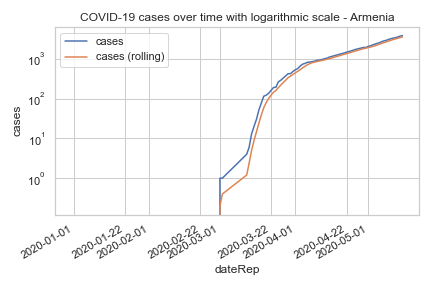 COVID-19 cases over time with logarithmic scale - Armenia
cases
cases (rolling)
10³
10²
10¹
10⁰
cases
2020-01-01
2020-01-22
2020-02-01
2020-02-22
2020-03-01
2020-03-22
2020-04-01
2020-04-22
2020-05-01
dateRep